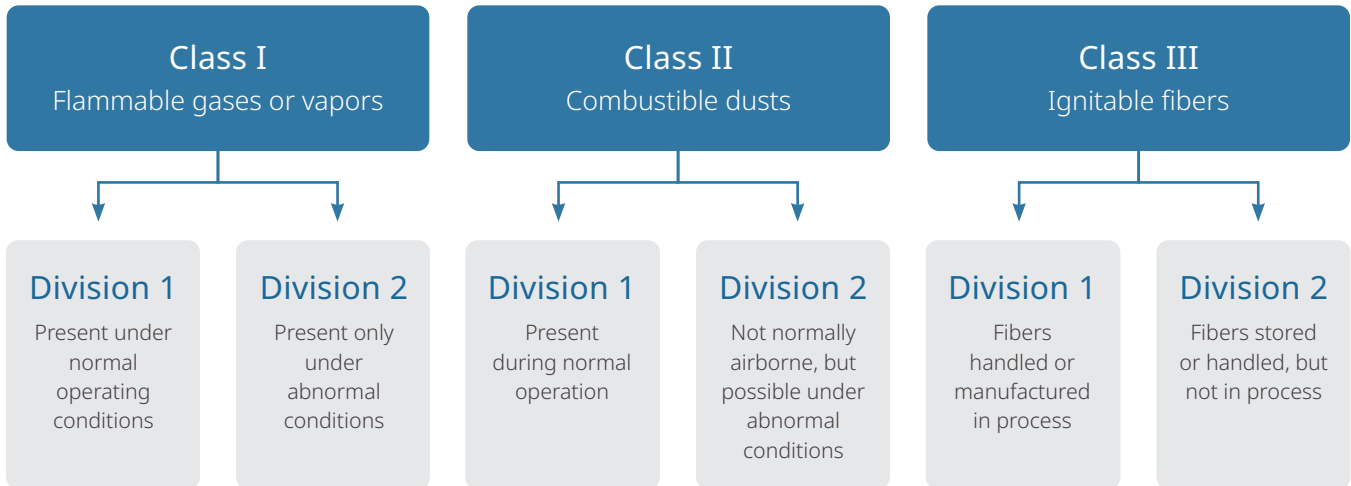 Class I
Flammable gases or vapors
Class II
Combustible dusts
Class III
Ignitable fibers
Division 1
Present under
normal
operating
conditions
Division 2
Present only
under
abnormal
conditions
Division 1
Present
during normal
operation
Division 2
Not normally
airborne, but
possible under
abnormal
conditions
Division 1
Fibers
handled or
manufactured
in process
Division 2
Fibers stored
or handled, but
not in process